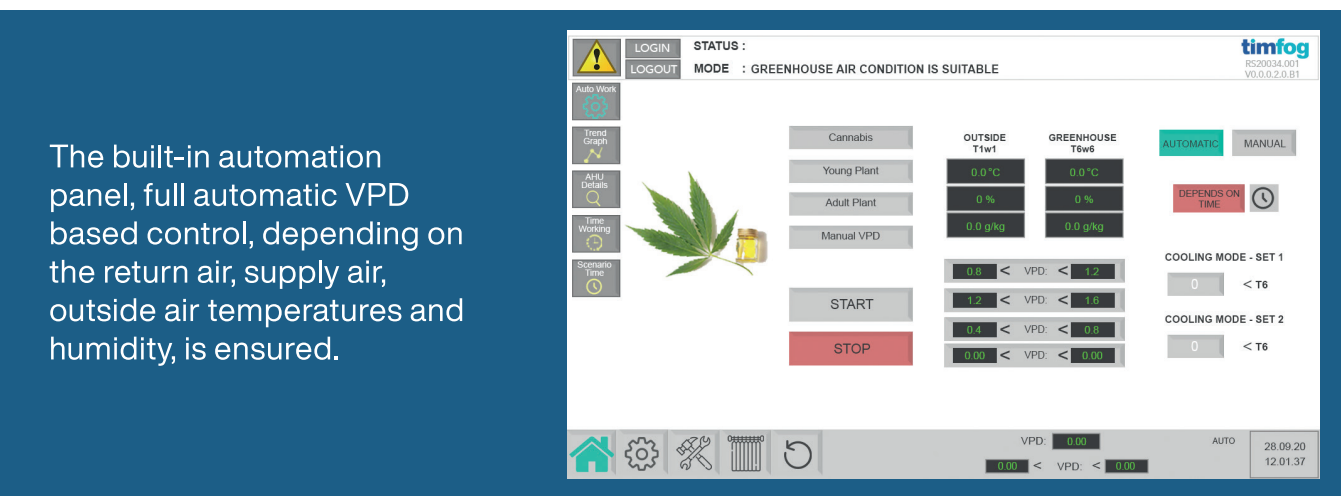 The built-in automation
panel, full automatic VPD
based control, depending on
the return air, supply air,
outside air temperatures and
humidity, is ensured.
LOGIN
LOGOUT
STATUS :
MODE : GREENHOUSE AIR CONDITION IS SUITABLE
timfog
RS20034.001
V0.0.0.2.0.B1
Auto Work
Trend
Graph
AHU
Details
Time
Working
Scenario
Time
Cannabis
Young Plant
Adult Plant
Manual VPD
START
STOP
OUTSIDE
T1w1
0.0°C
0 %
0.0 g/kg
GREENHOUSE
T6w6
0.0°C
0 %
0.0 g/kg
0.8 < VPD: < 1.2
1.2 < VPD: < 1.6
0.4 < VPD: < 0.8
0.00 < VPD: < 0.00
AUTOMATIC
MANUAL
DEPENDS ON
TIME
COOLING MODE - SET 1
0 < T6
COOLING MODE - SET 2
0 < T6
VPD: 0.00
0.00 < VPD: < 0.00
AUTO
28.09.20
12.01.37